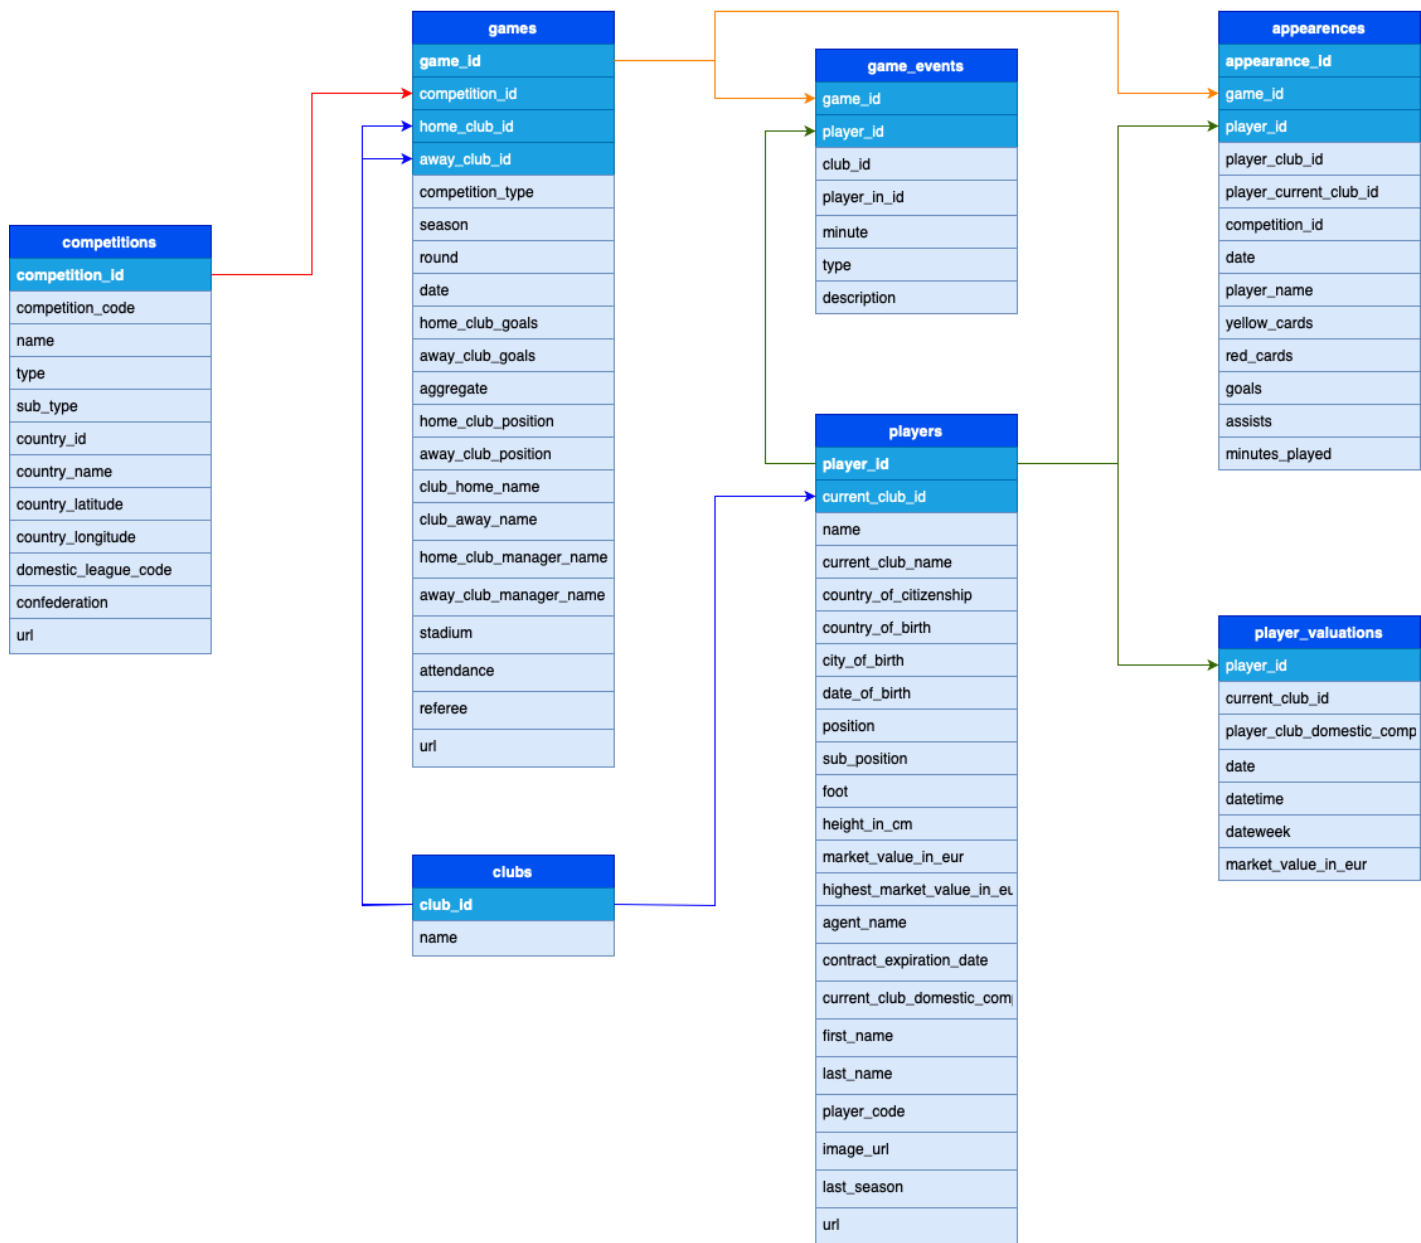 games
game_id
competition_id
home_club_id
away_club_id
competition_type
season
round
date
home_club_goals
away_club_goals
aggregate
home_club_position
away_club_position
club_home_name
club_away_name
home_club_manager_name
away_club_manager_name
stadium
attendance
referee
url
game_events
game_id
player_id
club_id
player_in_id
minute
type
description
appearences
appearance_id
game_id
player_id
player_club_id
player_current_club_id
competition_id
date
player_name
yellow_cards
red_cards
goals
assists
minutes_played
competitions
competition_id
competition_code
name
type
sub_type
country_id
country_name
country_latitude
country_longitude
domestic_league_code
confederation
url
players
player_id
current_club_id
name
current_club_name
country_of_citizenship
country_of_birth
city_of_birth
date_of_birth
position
sub_position
foot
height_in_cm
market_value_in_eur
highest_market_value_in_eu
agent_name
contract_expiration_date
current_club_domestic_com
first_name
last_name
player_code
image_url
last_season
url
player_valuations
player_id
current_club_id
player_club_domestic_comp
date
datetime
dateweek
market_value_in_eur
clubs
club_id
name